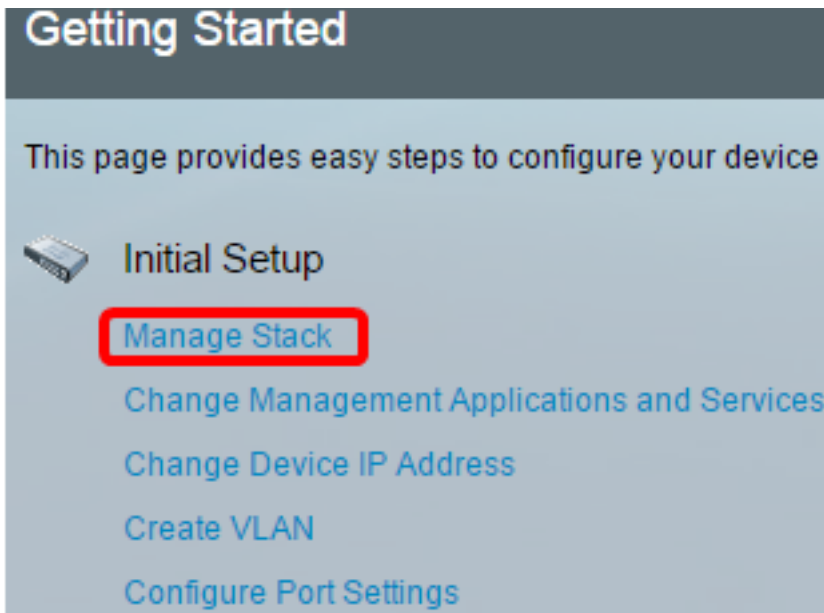 Getting Started
This page provides easy steps to configure your device
Initial Setup
Manage Stack
Change Management Applications and Services
Change Device IP Address
Create VLAN
Configure Port Settings